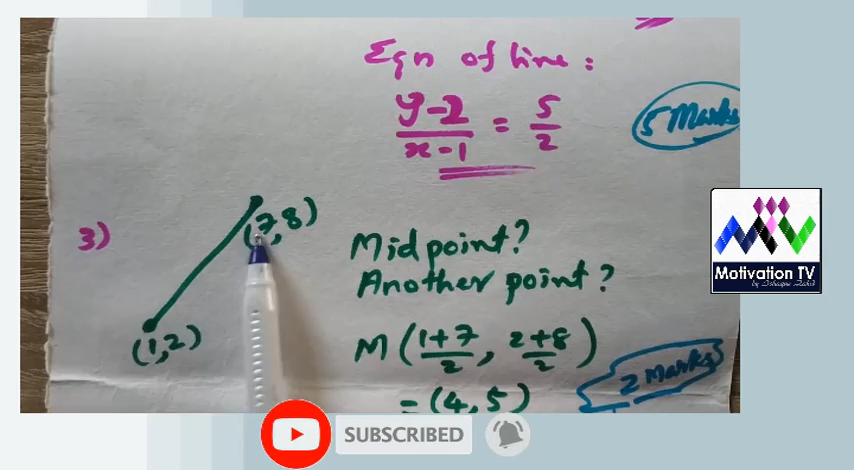 Eqn of line:
y-2/x-1 = 5/2
5 Marks
3)
(7,8)
(1,2)
Midpoint?
Another point?
M(1+7/2, 2+8/2)
=(4,5)
2 Marks
Motivation TV
SUBSCRIBED